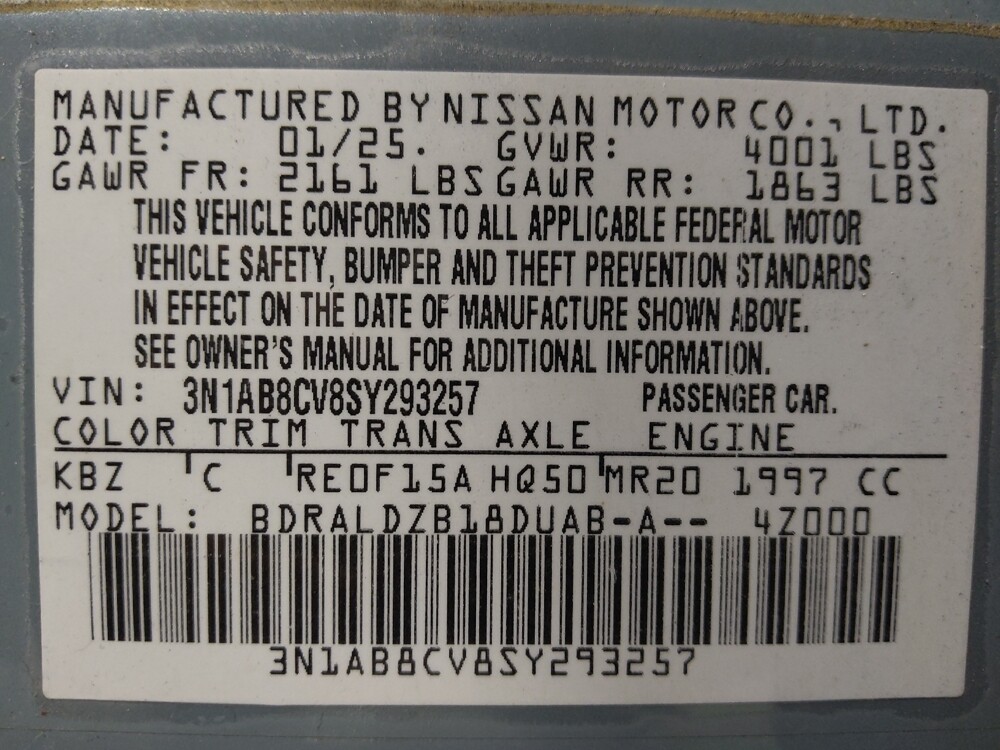 MANUFACTURED BY NISSAN MOTOR CO., LTD.
DATE: 01/25. GVWR: 4001 LBS
GAWR FR: 2161 LBS GAWR RR: 1863 LBS
THIS VEHICLE CONFORMS TO ALL APPLICABLE FEDERAL MOTOR
VEHICLE SAFETY, BUMPER AND THEFT PREVENTION STANDARDS
IN EFFECT ON THE DATE OF MANUFACTURE SHOWN ABOVE.
SEE OWNER'S MANUAL FOR ADDITIONAL INFORMATION.
VIN: 3N1AB8CV8SY293257 PASSENGER CAR.
COLOR TRIM TRANS AXLE ENGINE
KBZ C RE0F15A HQ50 MR20 1997 CC
MODEL: BDRALDZB18DUAB-A-- 4Z000
3N1AB8CV8SY293257